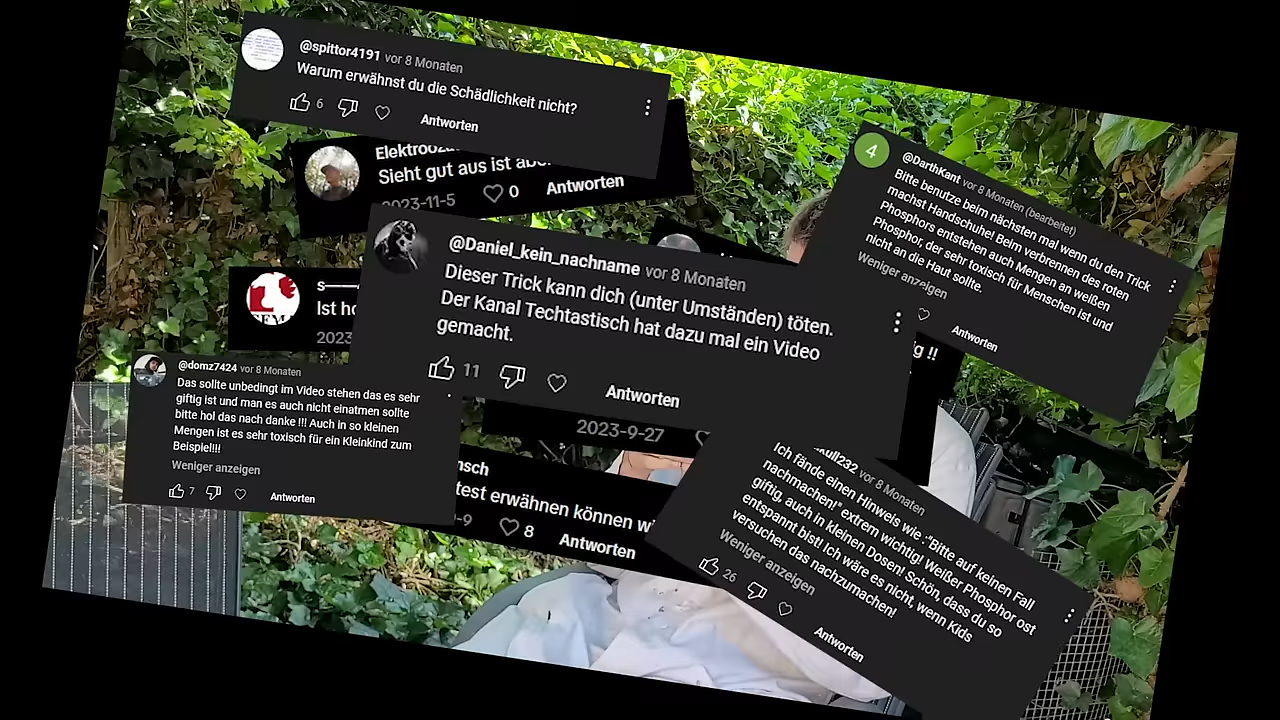 @spittor4191 vor 8 Monaten
Warum erwähnst du die Schädlichkeit nicht?
6
Antworten
Sieht gut aus ist
2023-11-5
0
Antworten
@DarthKant vor 8 Monaten (bearbeitet)
Bitte benutze beim nächsten mal wenn du den Trick
machst Handschuhe! Beim verbrennen des roten
Phosphors entstehen auch Mengen an weißen
Phosphor, der sehr toxisch für Menschen ist und
nicht an die Haut sollte.
Weniger anzeigen
Antworten
@Daniel_kein_nachname vor 8 Monaten
Dieser Trick kann dich (unter Umständen) töten.
Der Kanal Techtastisch hat dazu mal ein Video
gemacht.
11
Antworten
Ist
2023
ig !!
@domz7424 vor 8 Monaten
Das sollte unbedingt im Video stehen das es sehr
giftig ist und man es auch nicht einatmen sollte
bitte hol das nach danke !!! Auch in so kleinen
Mengen ist es sehr toxisch für ein Kleinkind zum
Beispiel!!!
Weniger anzeigen
7
Antworten
2023-9-27
nsch
test erwähnen können
-9
8
Antworten
kull232 vor 8 Monaten
Ich fände einen Hinweis wie :"Bitte auf keinen Fall
nachmachen!" extrem wichtig! Weißer Phosphor ist
giftig, auch in kleinen Dosen! Schön, dass du so
entspannt bist! Ich wäre es nicht, wenn Kids
versuchen das nachzumachen!
Weniger anzeigen
26
Antworten